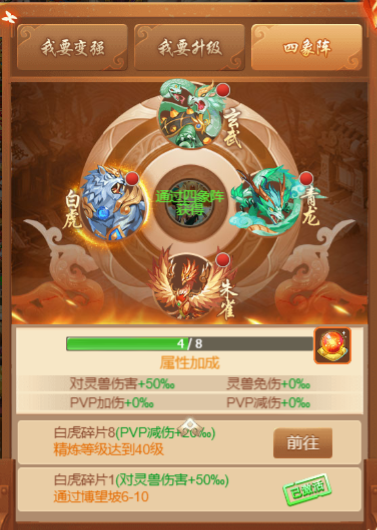 我要变强
我要升级
四象阵
玄武
白虎
通过四象阵
获得
青龙
朱雀
4 / 8
属性加成
对灵兽伤害+50‰
灵兽免伤+0‰
PVP加伤+0‰
PVP减伤+0‰
白虎碎片8(PVP减伤+20‰)
精炼等级达到40级
前往
白虎碎片1(对灵兽伤害+50‰)
通过博望坡6-10
已激活